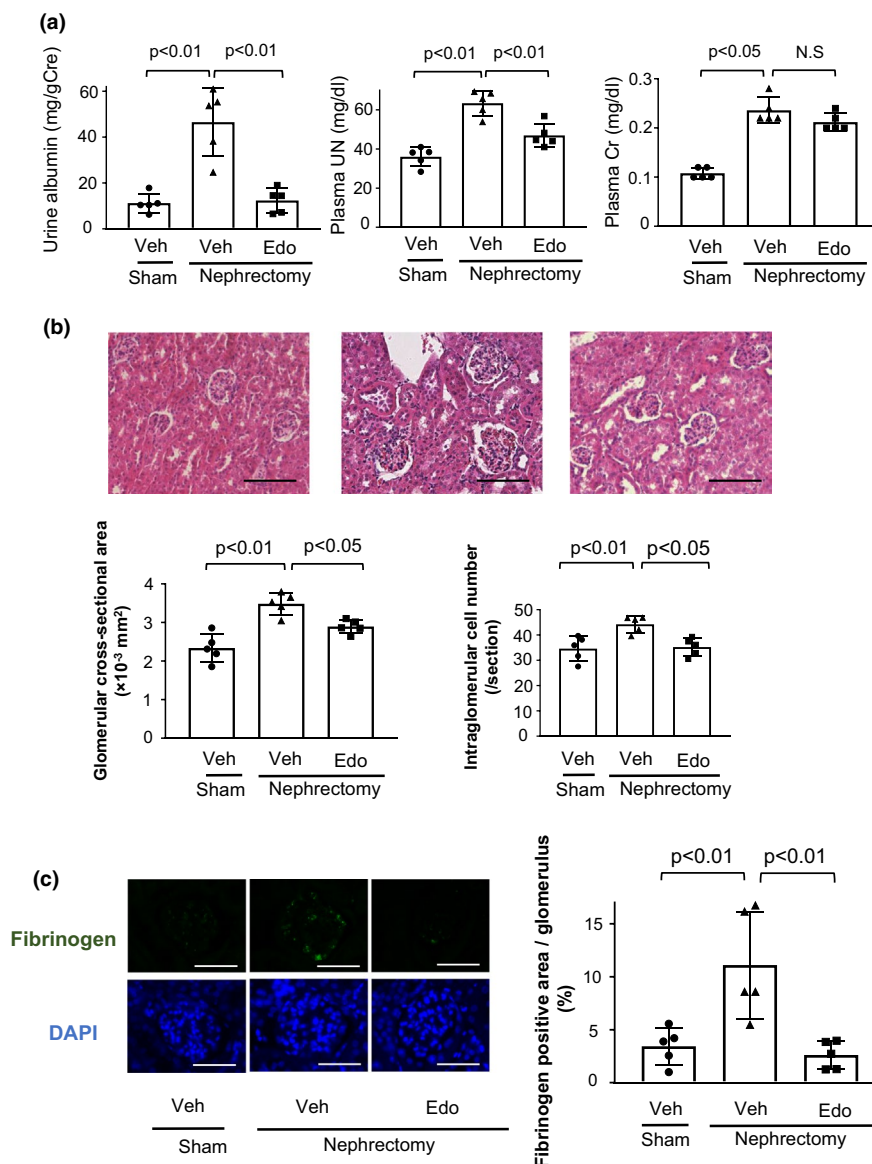 (a)
p<0.01 p<0.01
Urine albumin (mg/gCre)
60
40
20
0
Veh Veh Edo
Sham Nephrectomy
p<0.01 p<0.01
Plasma UN (mg/dl)
60
40
20
0
Veh Veh Edo
Sham Nephrectomy
p<0.05 N.S
Plasma Cr (mg/dl)
0.3
0.2
0.1
0
Veh Veh Edo
Sham Nephrectomy
(b)
p<0.01 p<0.05
Glomerular cross-sectional area
(×10⁻³ mm²)
4
3
2
1
0
Veh Veh Edo
Sham Nephrectomy
p<0.01 p<0.05
Intraglomerular cell number
(/section)
50
40
30
20
10
0
Veh Veh Edo
Sham Nephrectomy
(c)
Fibrinogen
DAPI
Veh Veh Edo
Sham Nephrectomy
p<0.01 p<0.01
Fibrinogen positive area / glomerulus
(%)
15
10
5
0
Veh Veh Edo
Sham Nephrectomy